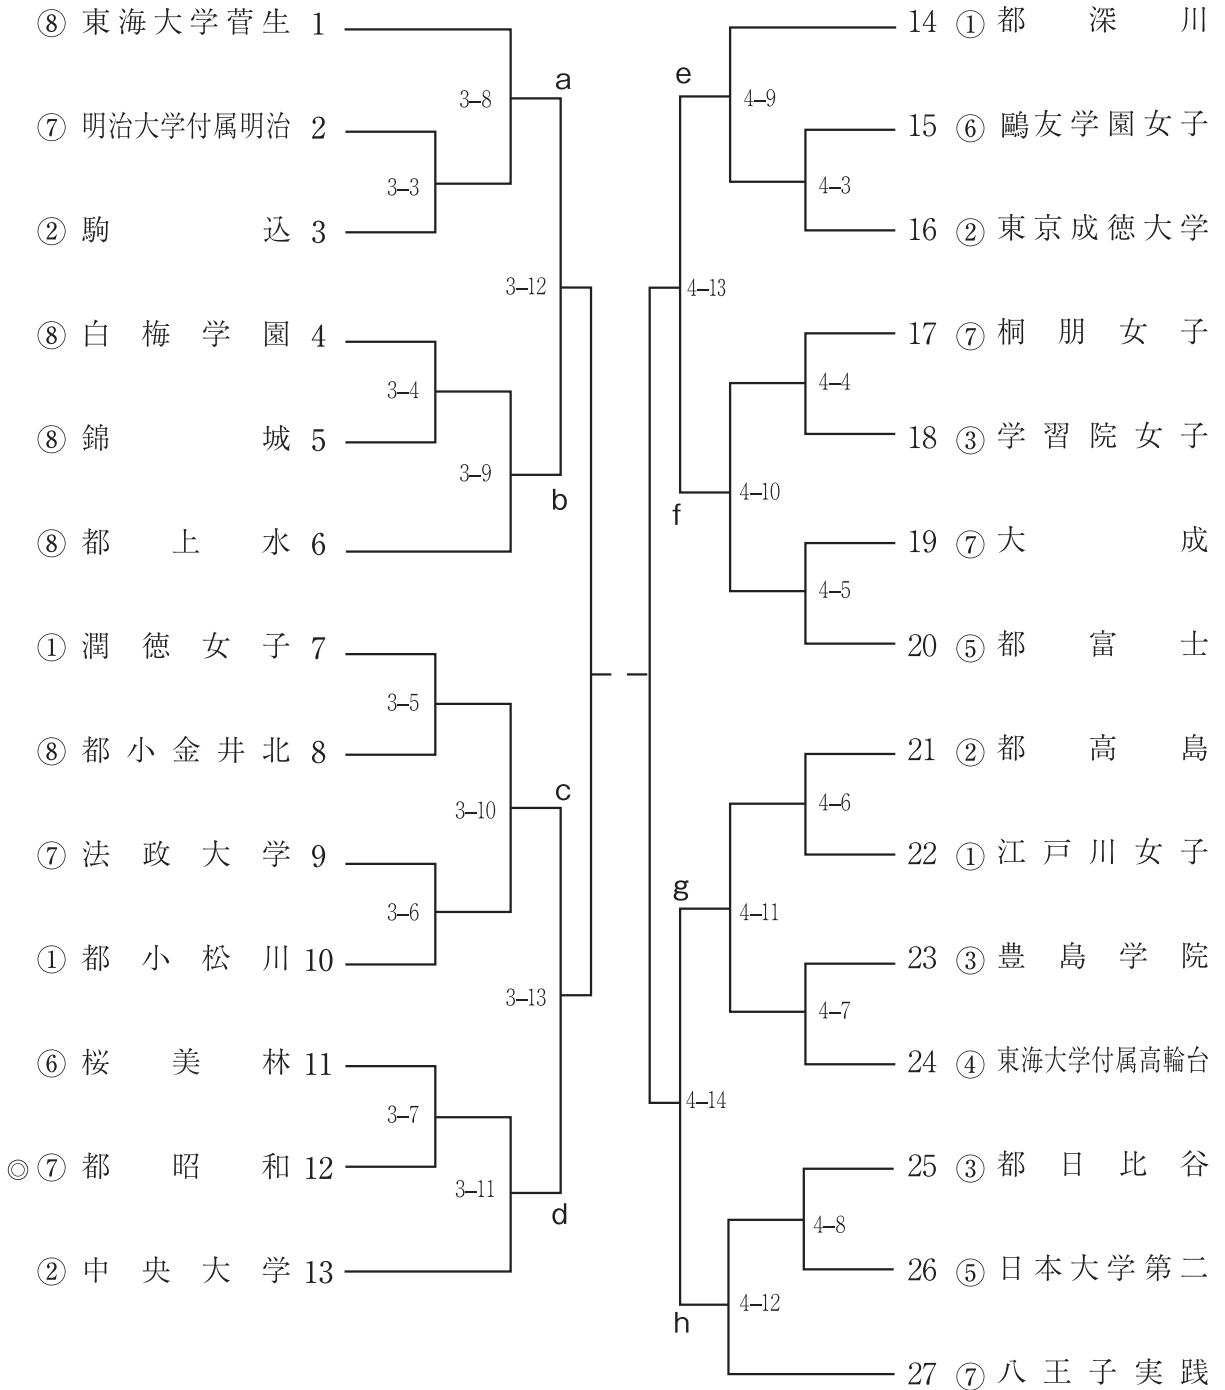 ⑧ 東海大学菅生 1
⑦ 明治大学付属明治 2
② 駒込 3
⑧ 白梅学園 4
⑧ 錦城 5
⑧ 都上水 6
① 潤徳女子 7
⑧ 都小金井北 8
⑦ 法政大学 9
① 都小松川 10
⑥ 桜美林 11
◎ ⑦ 都昭和 12
② 中央大学 13
3–8
3–3
3–12
3–4
3–9
3–5
3–10
3–6
3–13
3–7
3–11
a
b
c
d
e
f
g
h
4–9
4–3
4–13
4–4
4–10
4–5
4–6
4–11
4–7
4–14
4–8
4–12
14 ① 都深川
15 ⑥ 鷗友学園女子
16 ② 東京成徳大学
17 ⑦ 桐朋女子
18 ③ 学習院女子
19 ⑦ 大成
20 ⑤ 都富士
21 ② 都高島
22 ① 江戸川女子
23 ③ 豊島学院
24 ④ 東海大学付属高輪台
25 ③ 都日比谷
26 ⑤ 日本大学第二
27 ⑦ 八王子実践